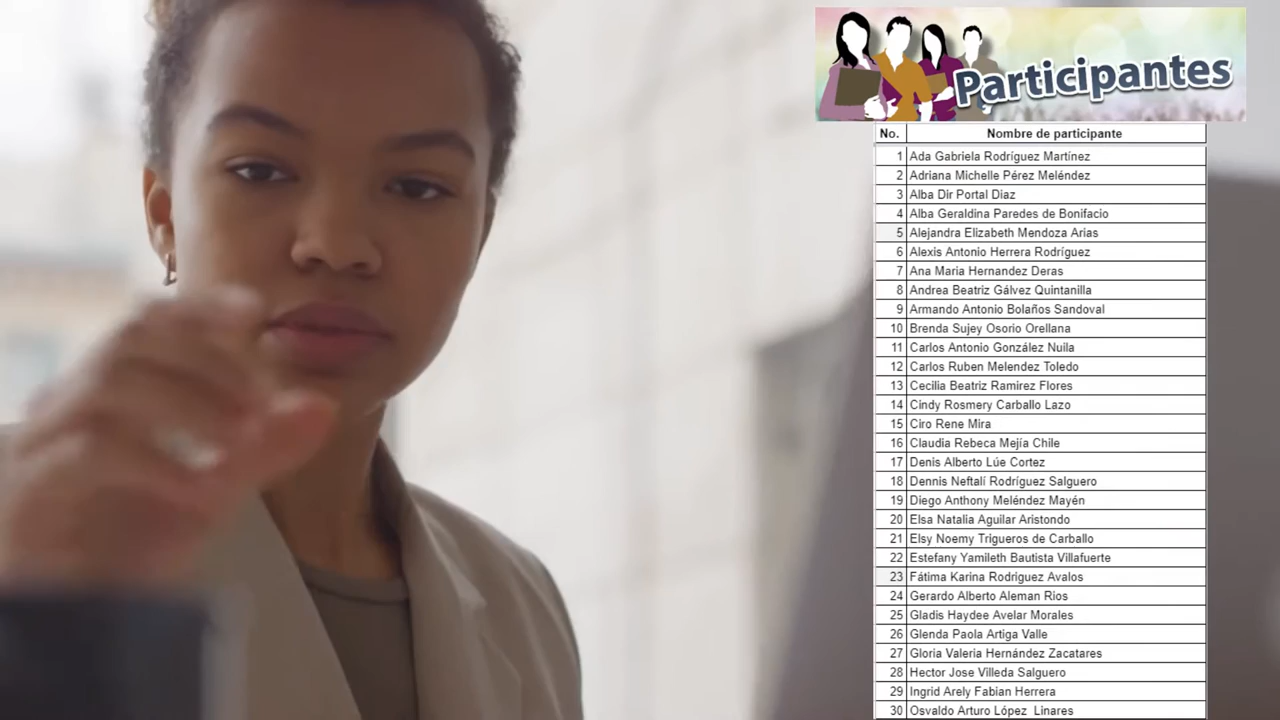 Participantes
No. Nombre de participante
1 Ada Gabriela Rodríguez Martínez
2 Adriana Michelle Pérez Meléndez
3 Alba Dir Portal Diaz
4 Alba Geraldina Paredes de Bonifacio
5 Alejandra Elizabeth Mendoza Arias
6 Alexis Antonio Herrera Rodríguez
7 Ana Maria Hernandez Deras
8 Andrea Beatriz Gálvez Quintanilla
9 Armando Antonio Bolaños Sandoval
10 Brenda Sujey Osorio Orellana
11 Carlos Antonio González Nuila
12 Carlos Ruben Melendez Toledo
13 Cecilia Beatriz Ramirez Flores
14 Cindy Rosmery Carballo Lazo
15 Ciro Rene Mira
16 Claudia Rebeca Mejía Chile
17 Denis Alberto Lúe Cortez
18 Dennis Neftalí Rodríguez Salguero
19 Diego Anthony Meléndez Mayén
20 Elsa Natalia Aguilar Aristondo
21 Elsy Noemy Trigueros de Carballo
22 Estefany Yamileth Bautista Villafuerte
23 Fátima Karina Rodriguez Avalos
24 Gerardo Alberto Aleman Rios
25 Gladis Haydee Avelar Morales
26 Glenda Paola Artiga Valle
27 Gloria Valeria Hernández Zacatares
28 Hector Jose Villeda Salguero
29 Ingrid Arely Fabian Herrera
30 Osvaldo Arturo López Linares